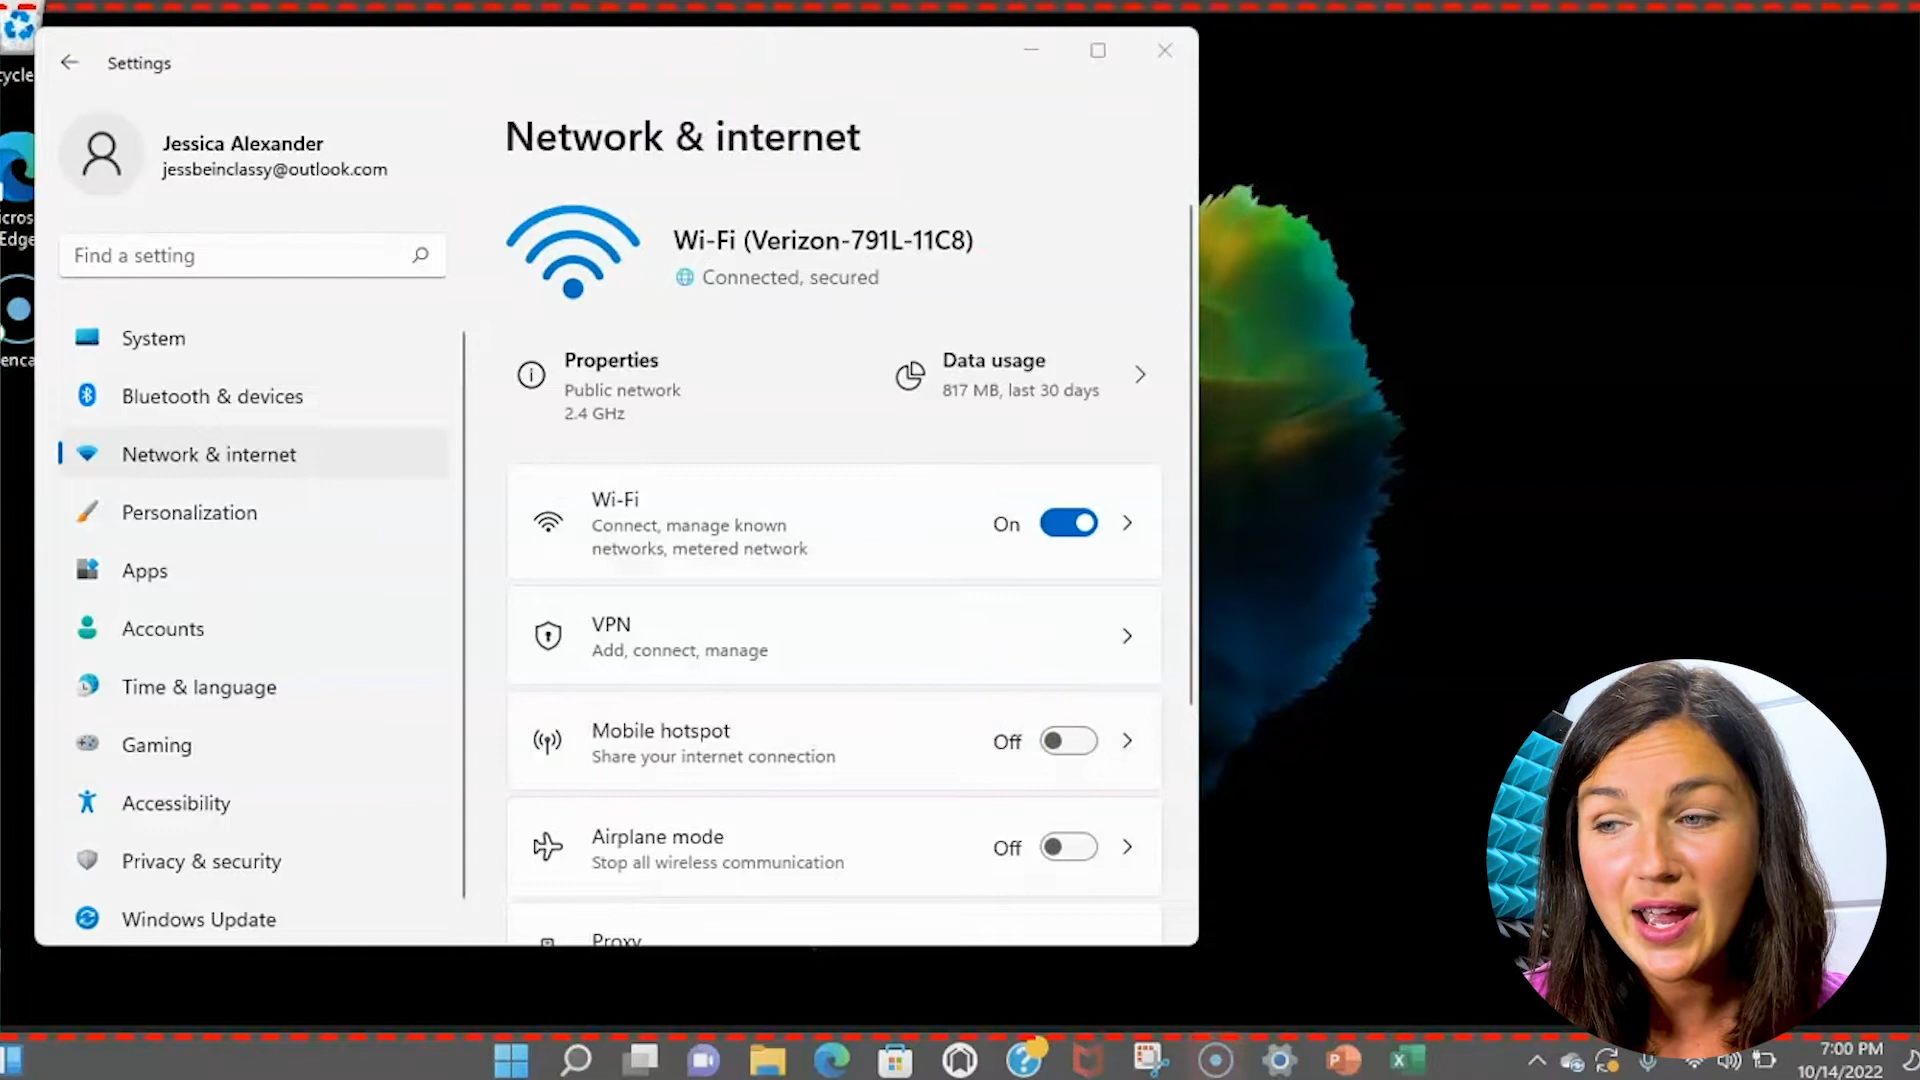 Settings
Jessica Alexander
jessbeinclassy@outlook.com
Find a setting
System
Bluetooth & devices
Network & internet
Personalization
Apps
Accounts
Time & language
Gaming
Accessibility
Privacy & security
Windows Update
Network & internet
Wi-Fi (Verizon-791L-11C8)
Connected, secured
Properties
Public network
2.4 GHz
Data usage
817 MB, last 30 days
Wi-Fi
Connect, manage known
networks, metered network
On
VPN
Add, connect, manage
Mobile hotspot
Share your internet connection
Off
Airplane mode
Stop all wireless communication
Off
Proxy
ycle
icros
Edge
enca
7:00 PM
10/14/2022